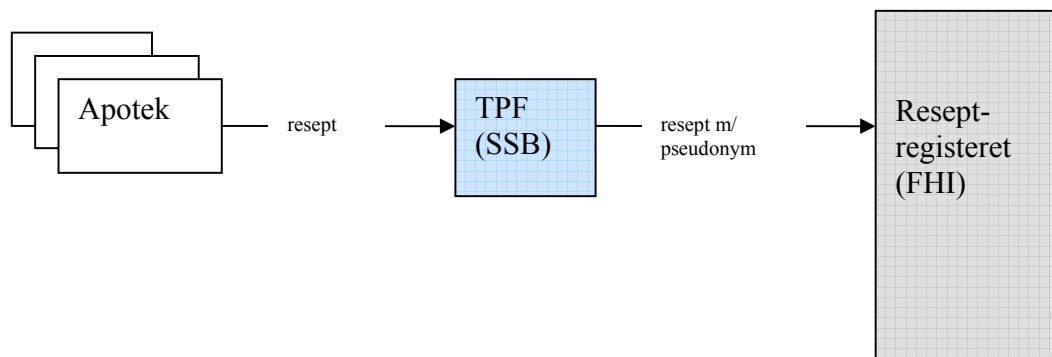 Apotek
resept
TPF
(SSB)
resept m/
pseudonym
Resept-
registeret
(FHI)